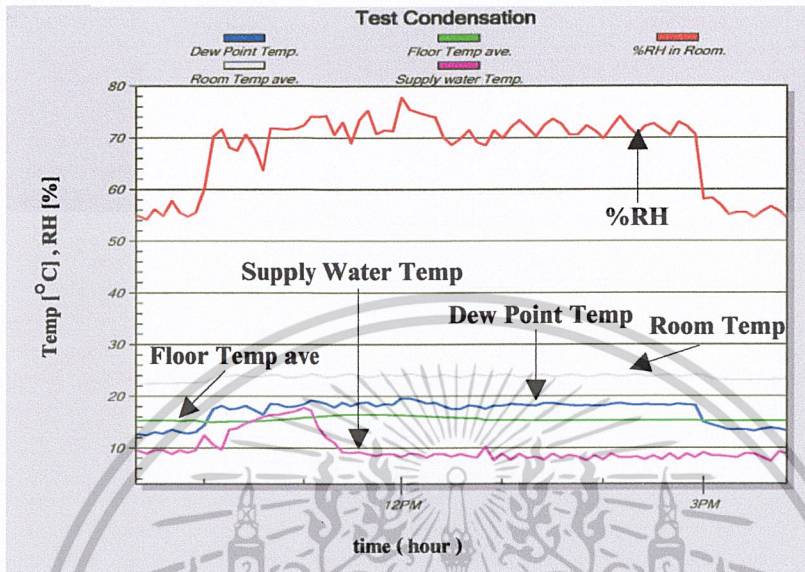 Test Condensation
Dew Point Temp. Floor Temp ave. %RH in Room.
Room Temp ave. Supply water Temp.
80
70
60
50
40
30
20
10
Temp [°C] , RH [%]
%RH
Supply Water Temp
Dew Point Temp
Room Temp
Floor Temp ave
12PM 3PM
time ( hour )